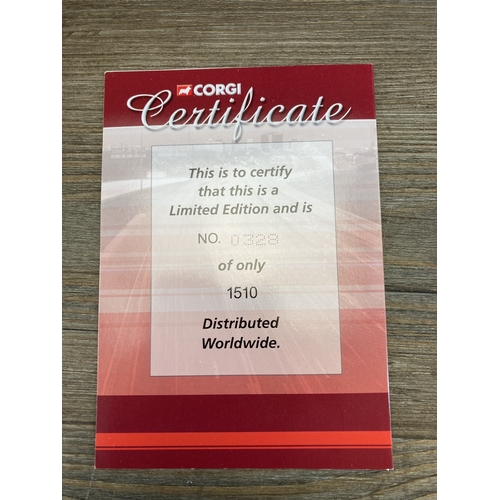 CORGI
Certificate
This is to certify
that this is a
Limited Edition and is
NO. 0328
of only
1510
Distributed
Worldwide.